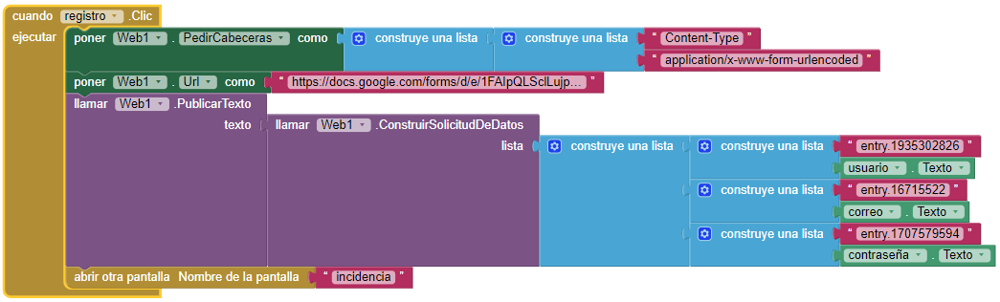 cuando registro .Clic
ejecutar poner Web1 . PedirCabeceras como construye una lista construye una lista " Content-Type "
" application/x-www-form-urlencoded "
poner Web1 . Url como " https://docs.google.com/forms/d/e/1FAIpQLSclLujp... "
llamar Web1 .PublicarTexto
texto llamar Web1 .ConstruirSolicitudDeDatos
lista construye una lista construye una lista " entry.1935302826 "
usuario . Texto
construye una lista " entry.16715522 "
correo . Texto
construye una lista " entry.1707579594 "
contraseña . Texto
abrir otra pantalla Nombre de la pantalla " incidencia "